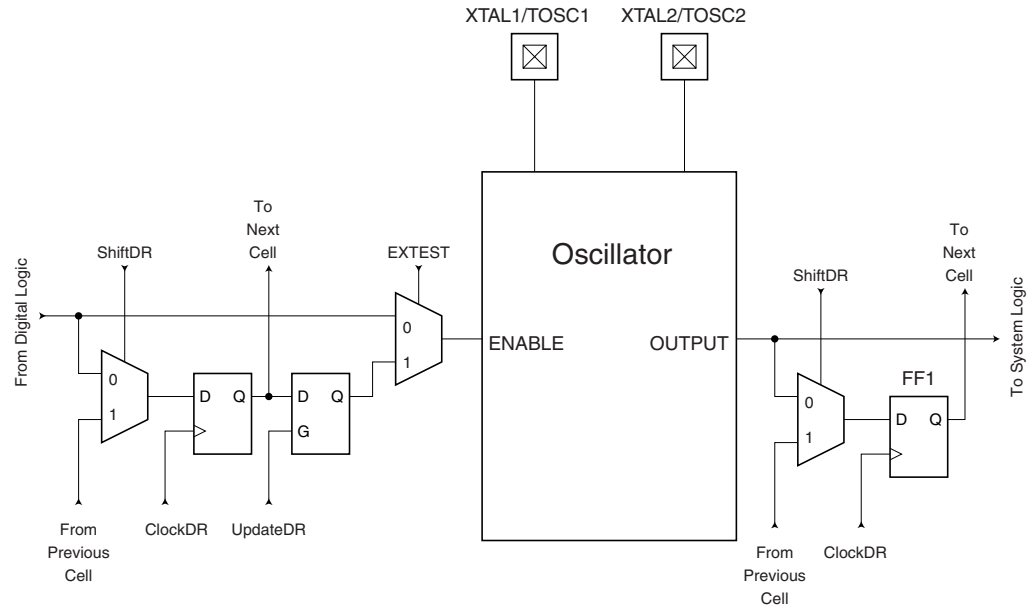 XTAL1/TOSC1
XTAL2/TOSC2
To
Next
Cell
ShiftDR
EXTEST
From Digital Logic
0
1
D Q
D Q
G
0
1
From
Previous
Cell
ClockDR
UpdateDR
Oscillator
ENABLE
OUTPUT
To
Next
Cell
ShiftDR
FF1
0
1
D Q
To System Logic
From
Previous
Cell
ClockDR